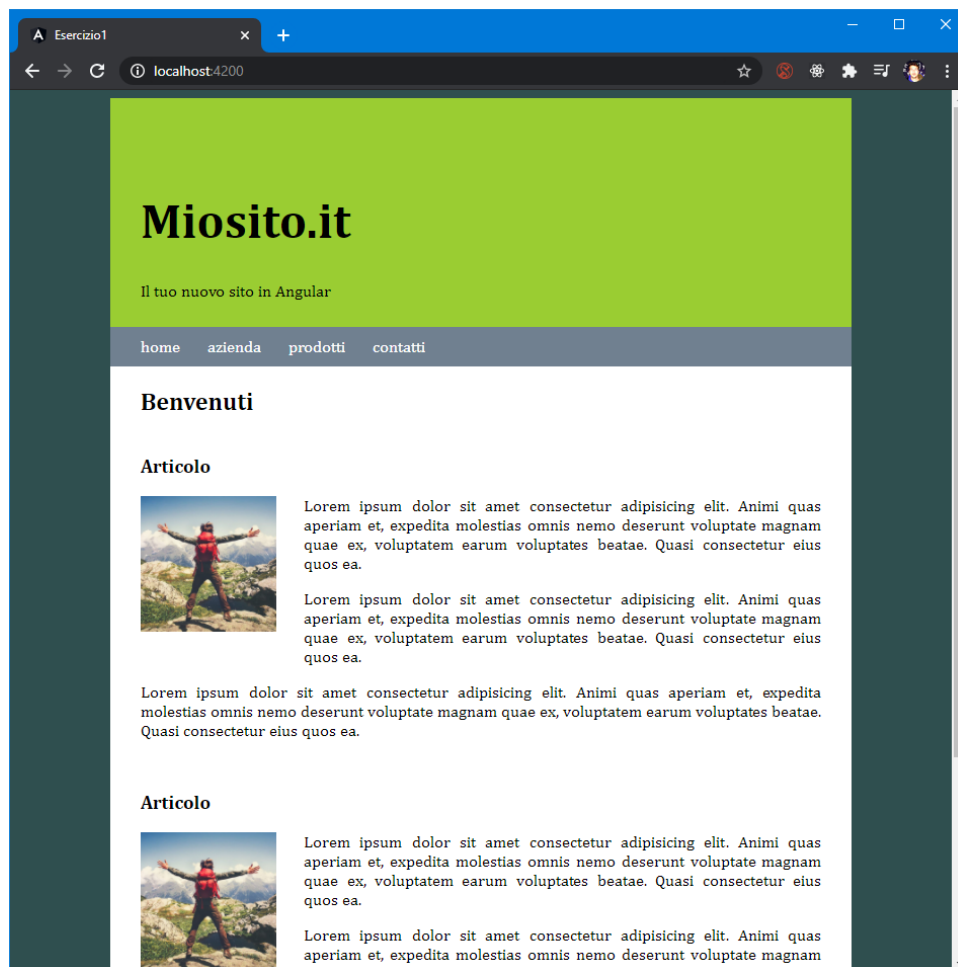 Esercizio1
localhost:4200
Miosito.it
Il tuo nuovo sito in Angular
home azienda prodotti contatti
Benvenuti
Articolo
Lorem ipsum dolor sit amet consectetur adipisicing elit. Animi quas
aperiam et, expedita molestias omnis nemo deserunt voluptate magnam
quae ex, voluptatem earum voluptates beatae. Quasi consectetur eius
quos ea.
Lorem ipsum dolor sit amet consectetur adipisicing elit. Animi quas
aperiam et, expedita molestias omnis nemo deserunt voluptate magnam
quae ex, voluptatem earum voluptates beatae. Quasi consectetur eius
quos ea.
Lorem ipsum dolor sit amet consectetur adipisicing elit. Animi quas aperiam et, expedita
molestias omnis nemo deserunt voluptate magnam quae ex, voluptatem earum voluptates beatae.
Quasi consectetur eius quos ea.
Articolo
Lorem ipsum dolor sit amet consectetur adipisicing elit. Animi quas
aperiam et, expedita molestias omnis nemo deserunt voluptate magnam
quae ex, voluptatem earum voluptates beatae. Quasi consectetur eius
quos ea.
Lorem ipsum dolor sit amet consectetur adipisicing elit. Animi quas
aperiam et, expedita molestias omnis nemo deserunt voluptate magnam